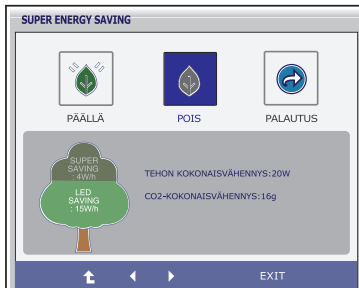 SUPER ENERGY SAVING
PÄÄLLÄ
POIS
PALAUTUS
SUPER
SAVING
: 4W/h
LED
SAVING
: 15W/h
TEHON KOKONAISVÄHENNYS:20W
CO2-KOKONAISVÄHENNYS:16g
EXIT